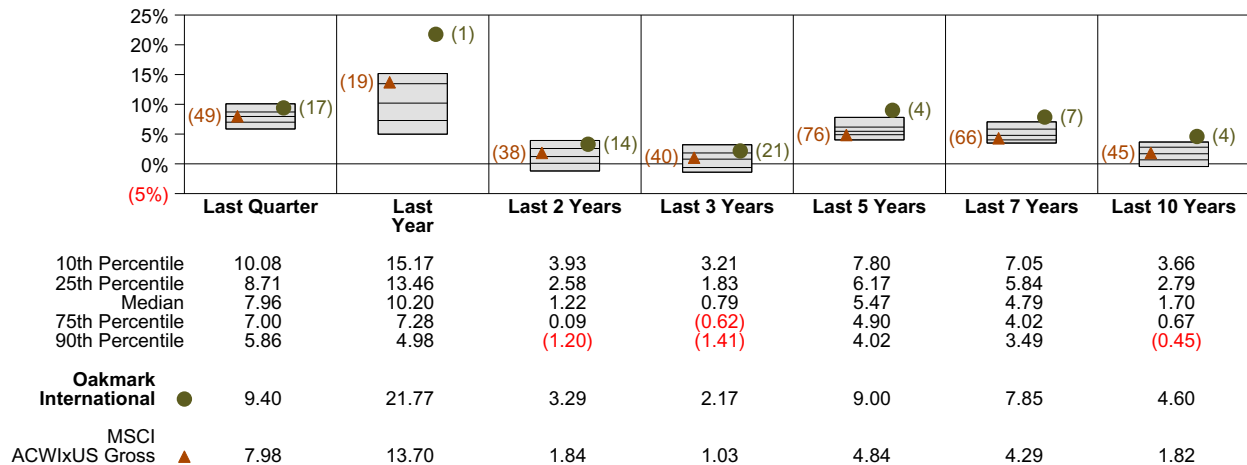 25%
20%
15%
10%
5%
0%
(5%)
(49) (17)
(19) (1)
(38) (14)
(40) (21)
(76) (4)
(66) (7)
(45) (4)
Last Quarter Last Year Last 2 Years Last 3 Years Last 5 Years Last 7 Years Last 10 Years
10th Percentile 10.08 15.17 3.93 3.21 7.80 7.05 3.66
25th Percentile 8.71 13.46 2.58 1.83 6.17 5.84 2.79
Median 7.96 10.20 1.22 0.79 5.47 4.79 1.70
75th Percentile 7.00 7.28 0.09 (0.62) 4.90 4.02 0.67
90th Percentile 5.86 4.98 (1.20) (1.41) 4.02 3.49 (0.45)
Oakmark
International 9.40 21.77 3.29 2.17 9.00 7.85 4.60
MSCI
ACWIxUS Gross 7.98 13.70 1.84 1.03 4.84 4.29 1.82